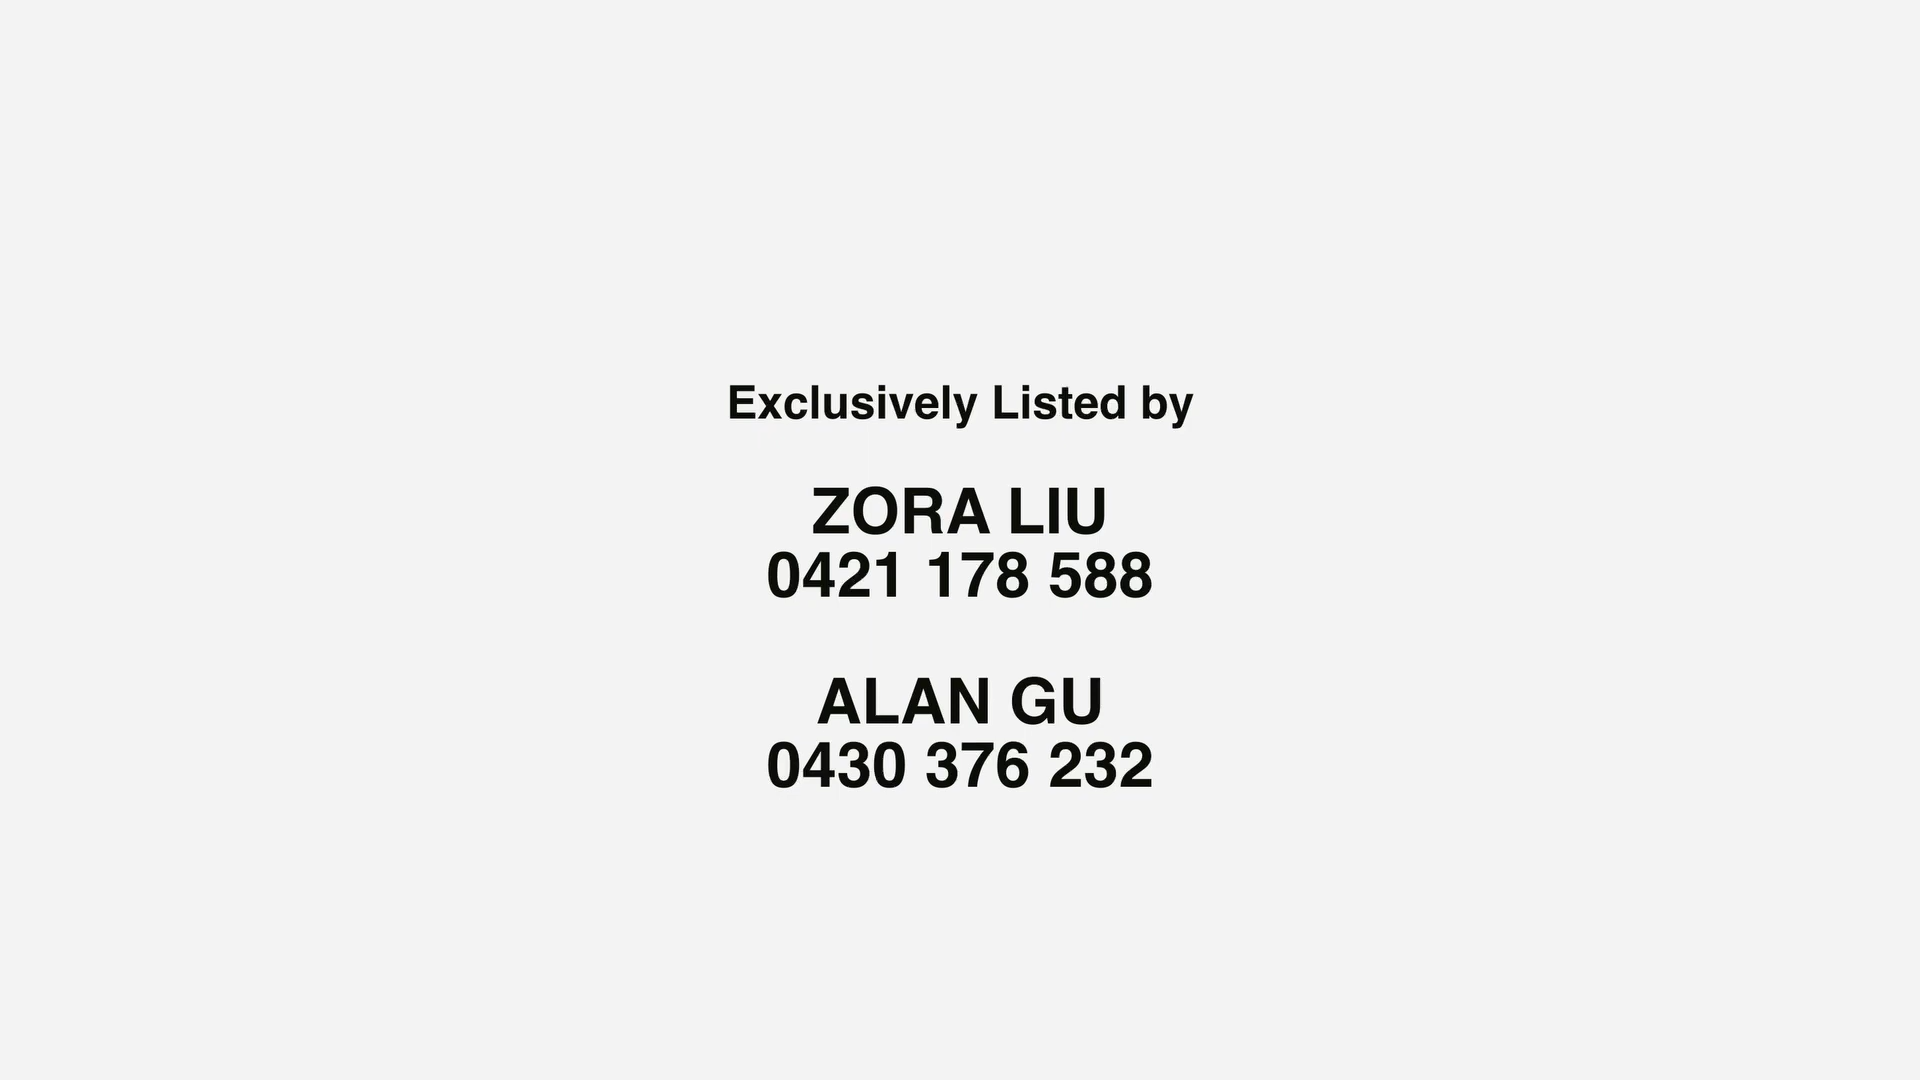 Exclusively Listed by
ZORA LIU
0421 178 588
ALAN GU
0430 376 232